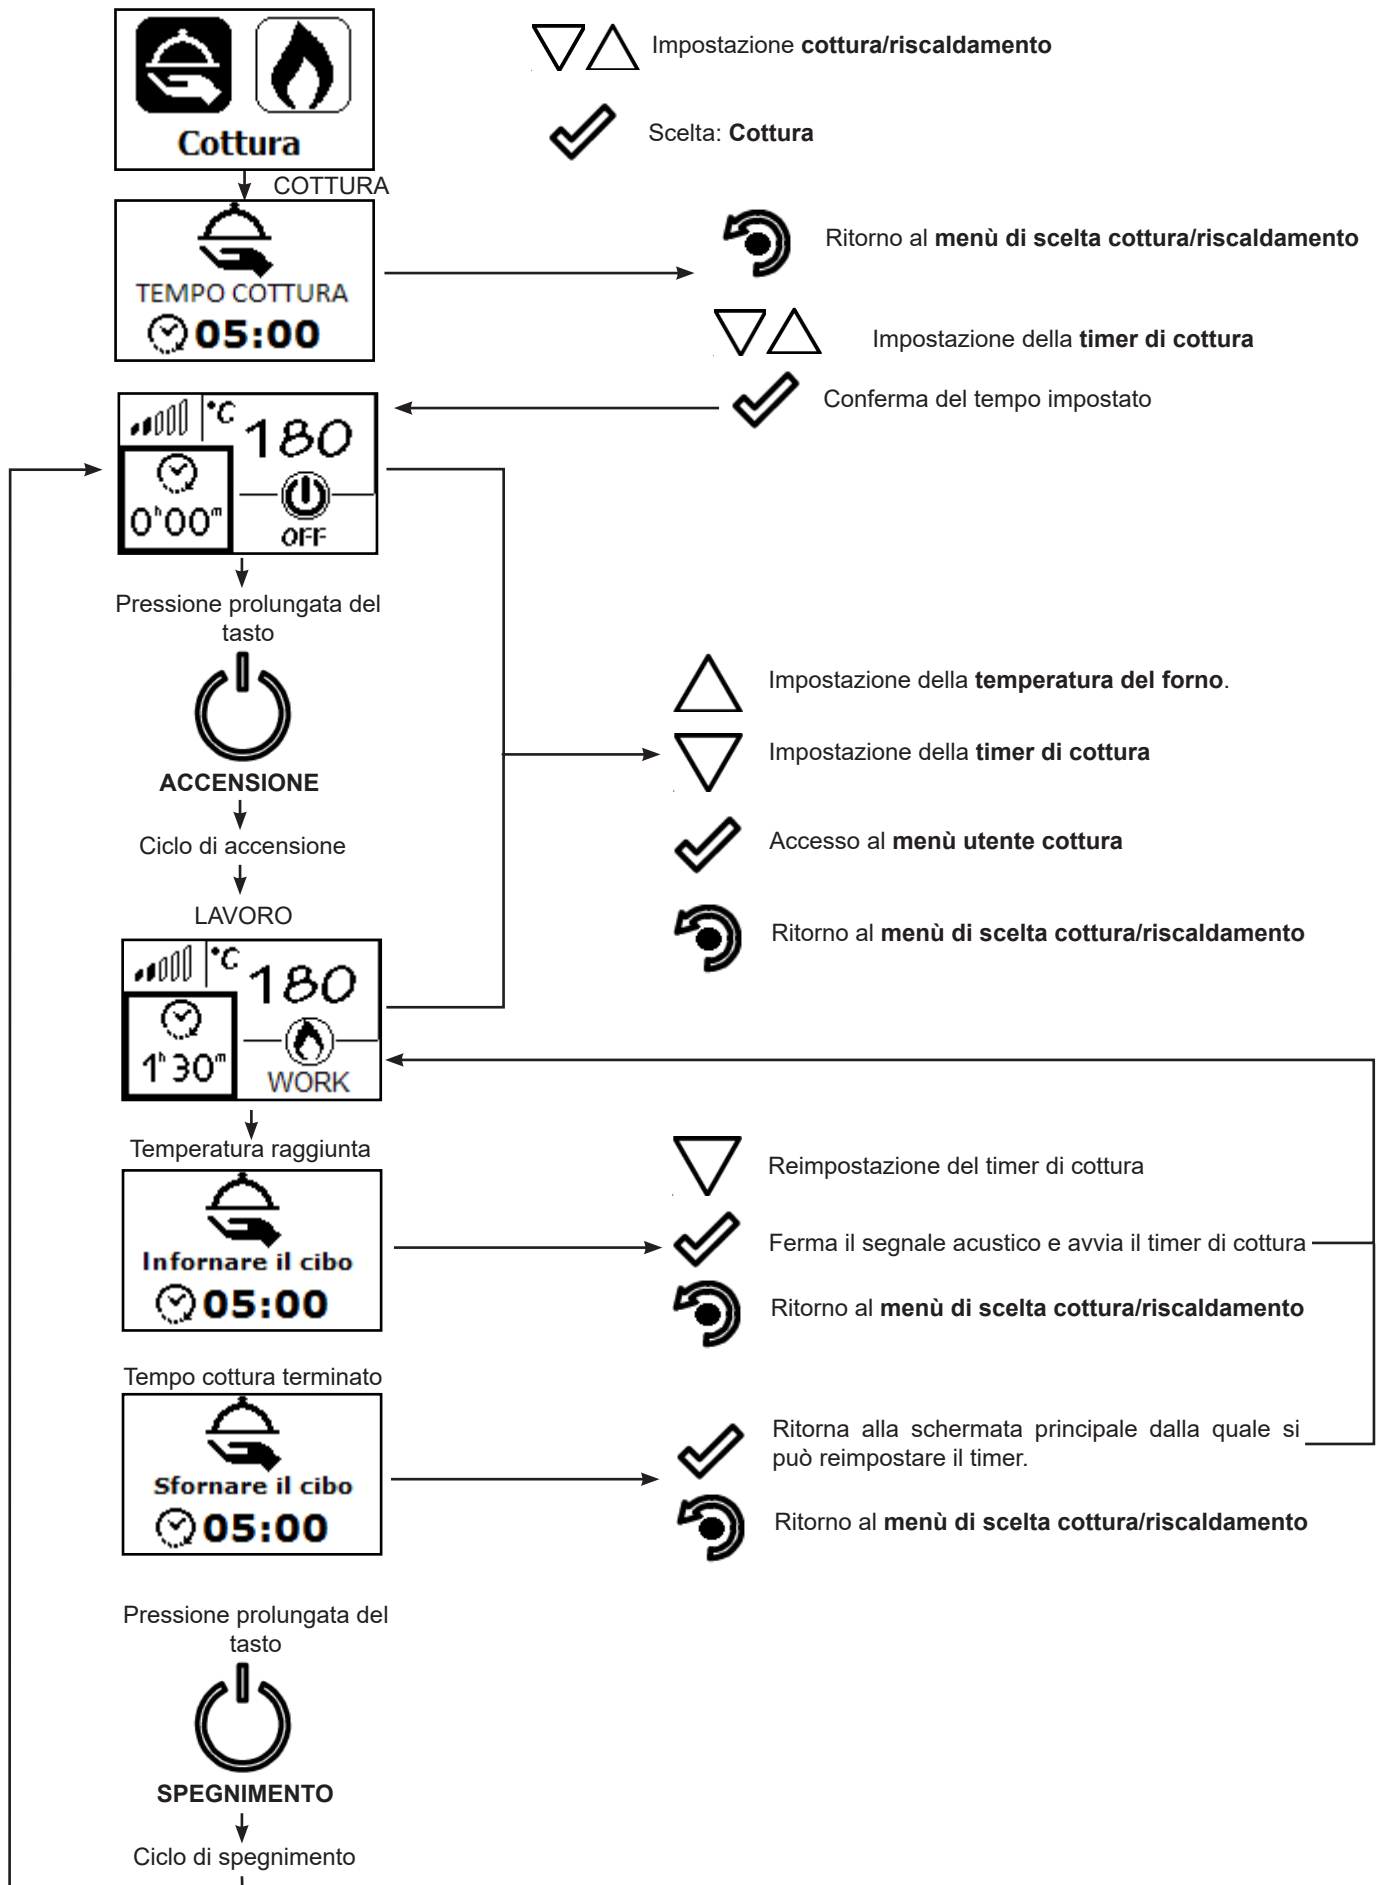 Cottura
Impostazione cottura/riscaldamento
Scelta: Cottura
COTTURA
TEMPO COTTURA
05:00
Ritorno al menù di scelta cottura/riscaldamento
Impostazione della timer di cottura
Conferma del tempo impostato
°C 180
0h00m
OFF
Pressione prolungata del
tasto
ACCENSIONE
Ciclo di accensione
LAVORO
Impostazione della temperatura del forno.
Impostazione della timer di cottura
Accesso al menù utente cottura
Ritorno al menù di scelta cottura/riscaldamento
°C 180
1h30m
WORK
Temperatura raggiunta
Infornare il cibo
05:00
Reimpostazione del timer di cottura
Ferma il segnale acustico e avvia il timer di cottura
Ritorno al menù di scelta cottura/riscaldamento
Tempo cottura terminato
Sfornare il cibo
05:00
Ritorna alla schermata principale dalla quale si
può reimpostare il timer.
Ritorno al menù di scelta cottura/riscaldamento
Pressione prolungata del
tasto
SPEGNIMENTO
Ciclo di spegnimento